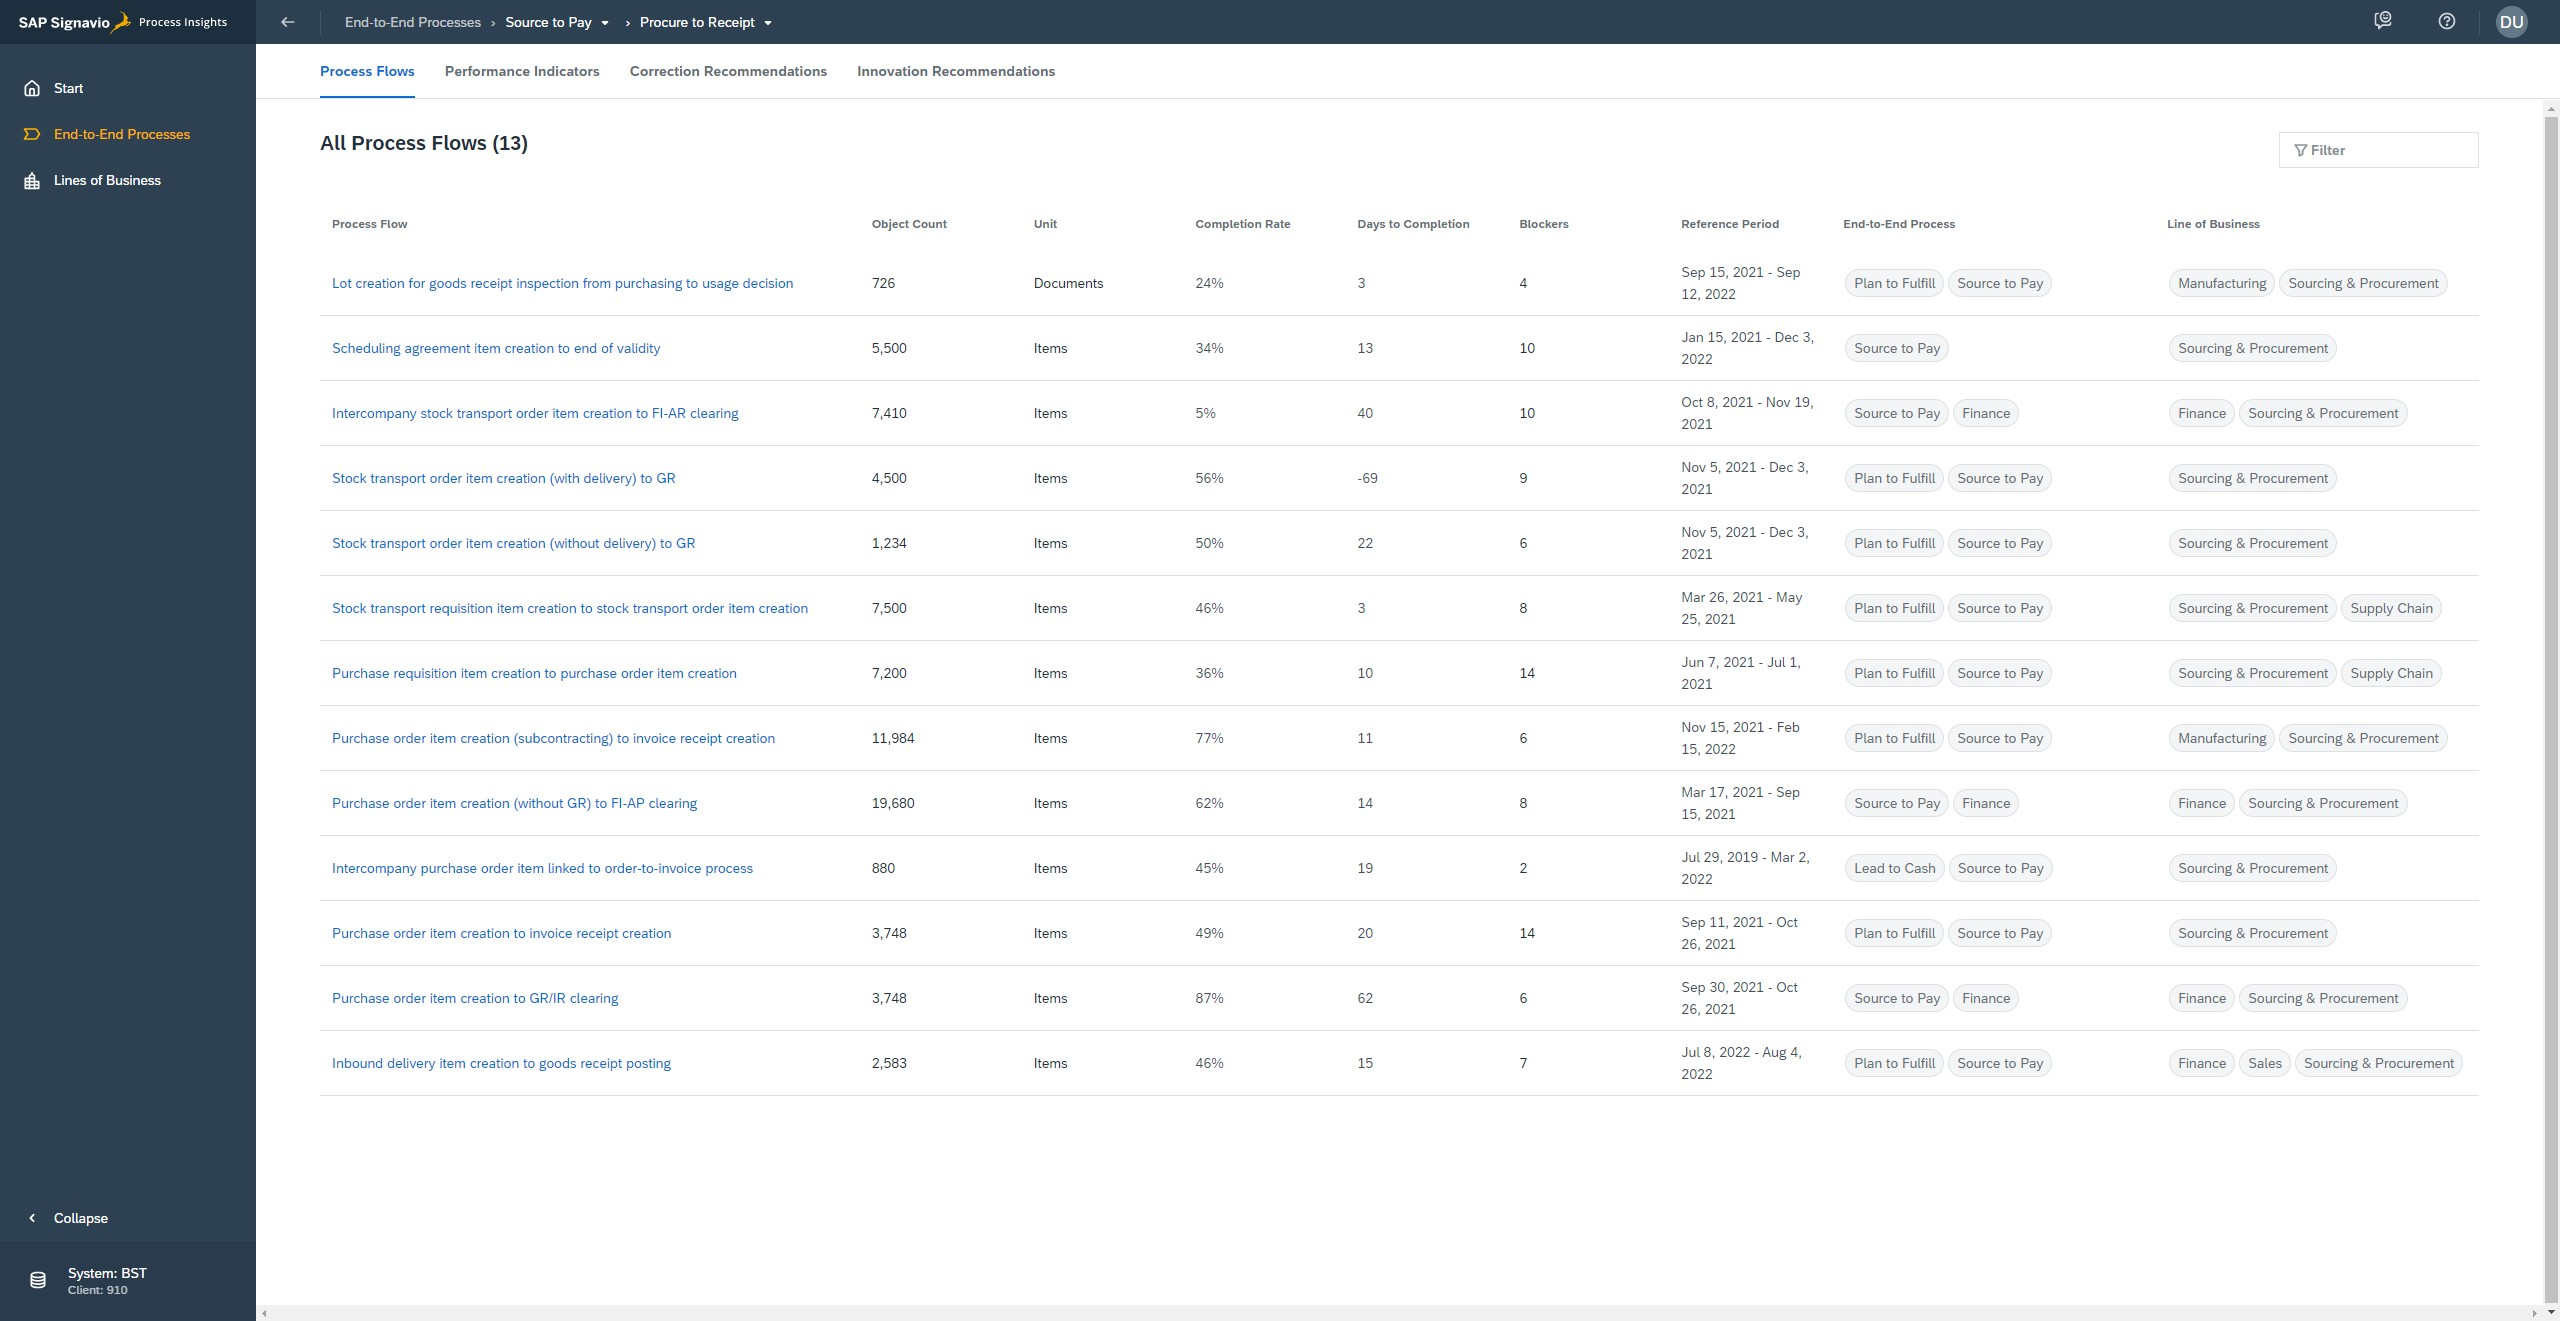 SAP Signavio Process Insights
End-to-End Processes › Source to Pay › Procure to Receipt
DU
Start
End-to-End Processes
Lines of Business
Process Flows Performance Indicators Correction Recommendations Innovation Recommendations
All Process Flows (13)
Filter
Process Flow Object Count Unit Completion Rate Days to Completion Blockers Reference Period End-to-End Process Line of Business
Lot creation for goods receipt inspection from purchasing to usage decision 726 Documents 24% 3 4 Sep 15, 2021 - Sep Plan to Fulfill Source to Pay Manufacturing Sourcing & Procurement
12, 2022
Scheduling agreement item creation to end of validity 5,500 Items 34% 13 10 Jan 15, 2021 - Dec 3, Source to Pay Sourcing & Procurement
2022
Intercompany stock transport order item creation to FI-AR clearing 7,410 Items 5% 40 10 Oct 8, 2021 - Nov 19, Source to Pay Finance Finance Sourcing & Procurement
2021
Stock transport order item creation (with delivery) to GR 4,500 Items 56% -69 9 Nov 5, 2021 - Dec 3, Plan to Fulfill Source to Pay Sourcing & Procurement
2021
Stock transport order item creation (without delivery) to GR 1,234 Items 50% 22 6 Nov 5, 2021 - Dec 3, Plan to Fulfill Source to Pay Sourcing & Procurement
2021
Stock transport requisition item creation to stock transport order item creation 7,500 Items 46% 3 8 Mar 26, 2021 - May Plan to Fulfill Source to Pay Sourcing & Procurement Supply Chain
25, 2021
Purchase requisition item creation to purchase order item creation 7,200 Items 36% 10 14 Jun 7, 2021 - Jul 1, Plan to Fulfill Source to Pay Sourcing & Procurement Supply Chain
2021
Purchase order item creation (subcontracting) to invoice receipt creation 11,984 Items 77% 11 6 Nov 15, 2021 - Feb Plan to Fulfill Source to Pay Manufacturing Sourcing & Procurement
15, 2022
Purchase order item creation (without GR) to FI-AP clearing 19,680 Items 62% 14 8 Mar 17, 2021 - Sep Source to Pay Finance Finance Sourcing & Procurement
15, 2021
Intercompany purchase order item linked to order-to-invoice process 880 Items 45% 19 2 Jul 29, 2019 - Mar 2, Lead to Cash Source to Pay Sourcing & Procurement
2022
Purchase order item creation to invoice receipt creation 3,748 Items 49% 20 14 Sep 11, 2021 - Oct Plan to Fulfill Source to Pay Sourcing & Procurement
26, 2021
Purchase order item creation to GR/IR clearing 3,748 Items 87% 62 6 Sep 30, 2021 - Oct Source to Pay Finance Finance Sourcing & Procurement
26, 2021
Inbound delivery item creation to goods receipt posting 2,583 Items 46% 15 7 Jul 8, 2022 - Aug 4, Plan to Fulfill Source to Pay Finance Sales Sourcing & Procurement
2022
Collapse
System: BST
Client: 910